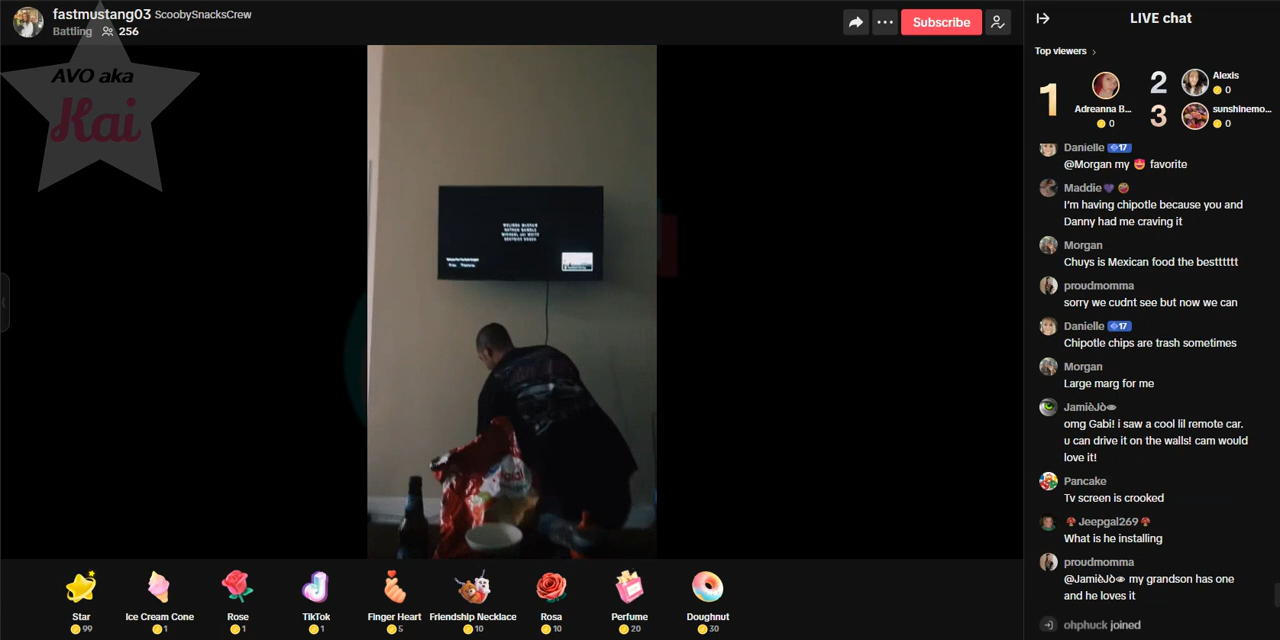 fastmustang03 ScoobySnacksCrew
Battling 256
Subscribe
LIVE chat
AVO aka
Kai
Top viewers
1
Adreanna B...
0
2
Alexis
0
3
sunshinemo...
0
Danielle 17
@Morgan my 😍 favorite
Maddie💜
I'm having chipotle because you and
Danny had me craving it
Morgan
Chuys is Mexican food the bestttttt
proudmomma
sorry we cudnt see but now we can
Danielle 17
Chipotle chips are trash sometimes
Morgan
Large marg for me
JamièJò👁
omg Gabi! i saw a cool lil remote car.
u can drive it on the walls! cam would
love it!
Pancake
Tv screen is crooked
Jeepgal269
What is he installing
proudmomma
@JamièJò👁 my grandson has one
and he loves it
ohphuck joined
Star
99
Ice Cream Cone
1
Rose
1
TikTok
1
Finger Heart
5
Friendship Necklace
10
Rosa
10
Perfume
20
Doughnut
30